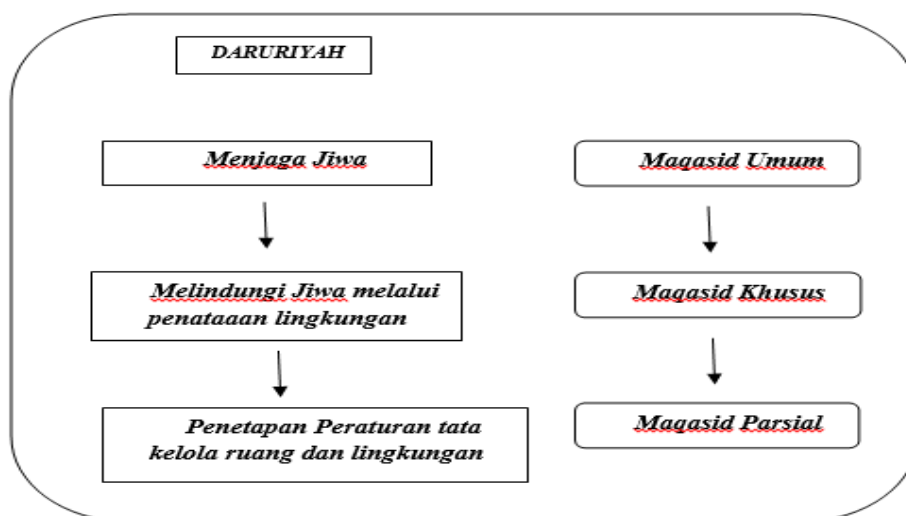 DARURIYAH
Menjaga Jiwa
Maqasid Umum
Melindungi Jiwa melalui
penataaan lingkungan
Maqasid Khusus
Penetapan Peraturan tata
kelola ruang dan lingkungan
Maqasid Parsial